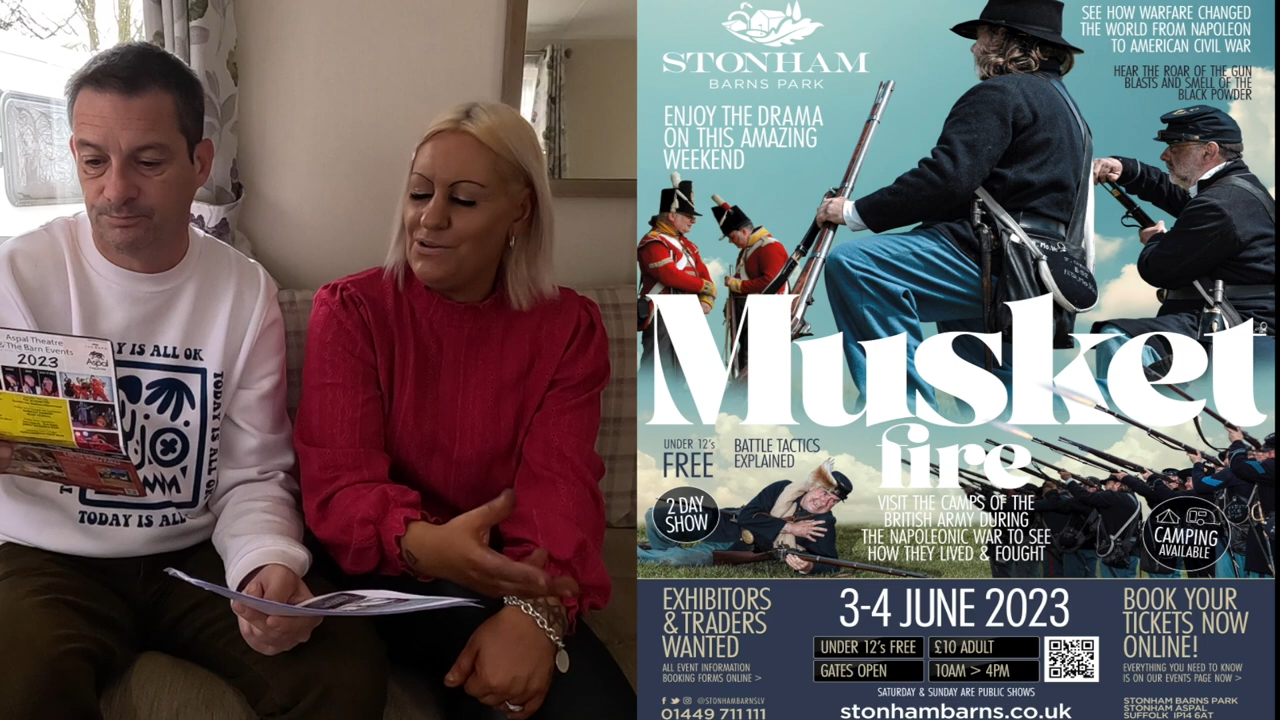 Aspal Theatre
& The Barn Events
2023
Aspal
Y IS ALL OK
TODAY IS ALL OK
TODAY IS ALL
STONHAM
BARNS PARK
ENJOY THE DRAMA
ON THIS AMAZING
WEEKEND
SEE HOW WARFARE CHANGED
THE WORLD FROM NAPOLEON
TO AMERICAN CIVIL WAR
HEAR THE ROAR OF THE GUN
BLASTS AND SMELL OF THE
BLACK POWDER
Musket
fire
UNDER 12's
FREE
BATTLE TACTICS
EXPLAINED
2 DAY
SHOW
VISIT THE CAMPS OF THE
BRITISH ARMY DURING
THE NAPOLEONIC WAR TO SEE
HOW THEY LIVED & FOUGHT
CAMPING
AVAILABLE
EXHIBITORS
& TRADERS
WANTED
ALL EVENT INFORMATION
BOOKING FORMS ONLINE >
@STONHAMBARNSLV
01449 711 111
3-4 JUNE 2023
UNDER 12's FREE
£10 ADULT
GATES OPEN
10AM > 4PM
SATURDAY & SUNDAY ARE PUBLIC SHOWS
stonhambarns.co.uk
BOOK YOUR
TICKETS NOW
ONLINE!
EVERYTHING YOU NEED TO KNOW
IS ON OUR EVENTS PAGE NOW >
STONHAM BARNS PARK
STONHAM ASPAL
SUFFOLK IP14 6AT